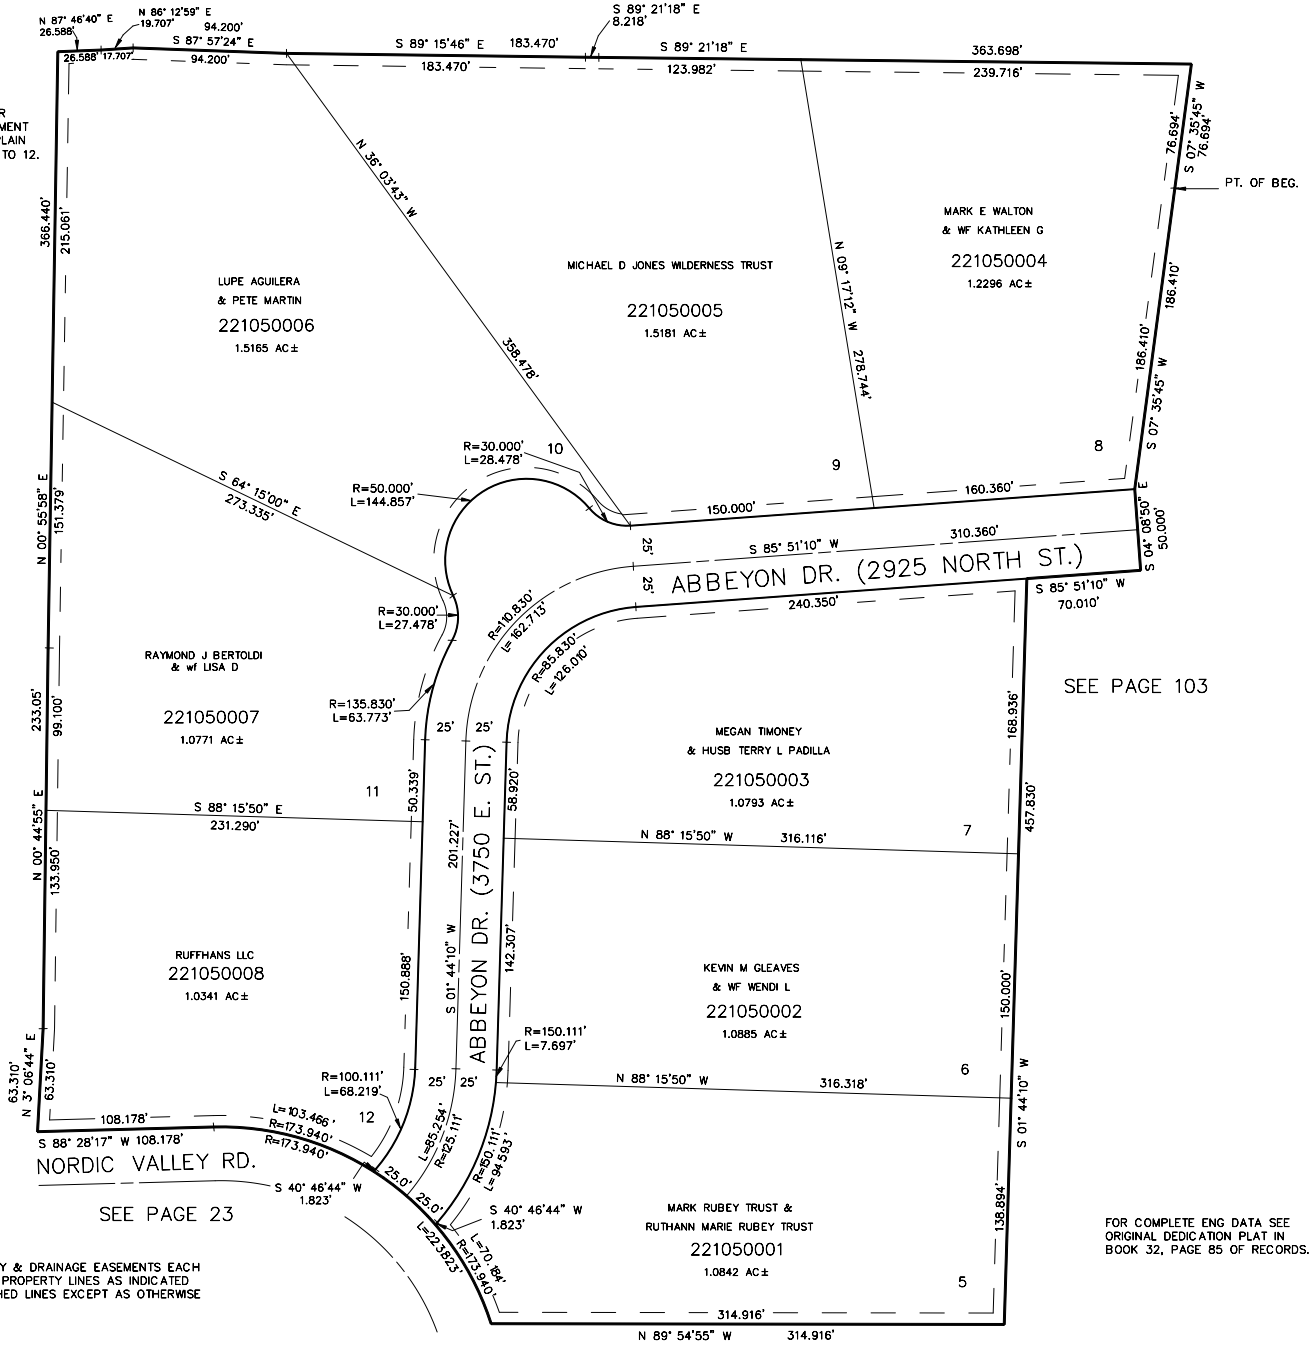 N 87° 46'40" E
26.588'
N 86° 12'59" E
19.707'
94.200'
S 87° 57'24" E
S 89° 15'46" E
183.470'
S 89° 21'18" E
8.218'
S 89° 21'18" E
363.698'
26.588'
17.707'
94.200'
183.470'
123.982'
239.716'
R
MENT
PLAIN
TO 12.
76.694'
S 07° 35'45" W
76.694'
PT. OF BEG.
366.440'
215.061'
N 36° 03'43" W
358.478'
N 09° 17'12" W
278.744'
186.410'
186.410'
S 07° 35'45" W
MARK E WALTON
& WF KATHLEEN G
221050004
1.2296 AC±
MICHAEL D JONES WILDERNESS TRUST
221050005
1.5181 AC±
LUPE AGUILERA
& PETE MARTIN
221050006
1.5165 AC±
R=30.000'
L=28.478'
10
9
8
R=50.000'
L=144.857'
S 64° 15'00" E
273.335'
N 00° 55'58" E
151.379'
150.000'
160.360'
S 04° 08'50" E
50.000'
25'
25'
S 85° 51'10" W
310.360'
ABBEYON DR. (2925 NORTH ST.)
240.350'
S 85° 51'10" W
70.010'
R=30.000'
L=27.478'
R=110.830'
L=162.713'
R=85.830'
L=126.010'
SEE PAGE 103
RAYMOND J BERTOLDI
& wf LISA D
221050007
1.0771 AC±
R=135.830'
L=63.773'
233.05'
99.100'
25'
25'
MEGAN TIMONEY
& HUSB TERRY L PADILLA
221050003
1.0793 AC±
168.936'
457.830'
11
50.339'
58.920'
S 88° 15'50" E
231.290'
N 88° 15'50" W
316.116'
7
N 00° 44'55" E
133.950'
201.227'
S 01° 44'10" W
ABBEYON DR. (3750 E. ST.)
142.307'
150.888'
RUFFHANS LLC
221050008
1.0341 AC±
KEVIN M GLEAVES
& WF WENDI L
221050002
1.0885 AC±
150.000'
R=150.111'
L=7.697'
63.310'
N 3° 06'44" E
63.310'
R=100.111'
L=68.219'
25'
25'
N 88° 15'50" W
316.318'
6
S 01° 44'10" W
108.178'
L=103.466'
R=173.940'
R=173.940'
12
L=85.254'
R=125.111'
R=150.111'
L=94.593'
S 88° 28'17" W 108.178'
NORDIC VALLEY RD.
S 40° 46'44" W
1.823'
25.0'
25.0'
SEE PAGE 23
S 40° 46'44" W
1.823'
MARK RUBEY TRUST &
RUTHANN MARIE RUBEY TRUST
221050001
1.0842 AC±
138.894'
L=22.3823'
R=173.940'
L=70.184'
5
FOR COMPLETE ENG DATA SEE
ORIGINAL DEDICATION PLAT IN
BOOK 32, PAGE 85 OF RECORDS.
Y & DRAINAGE EASEMENTS EACH
PROPERTY LINES AS INDICATED
HED LINES EXCEPT AS OTHERWISE
314.916'
N 89° 54'55" W
314.916'